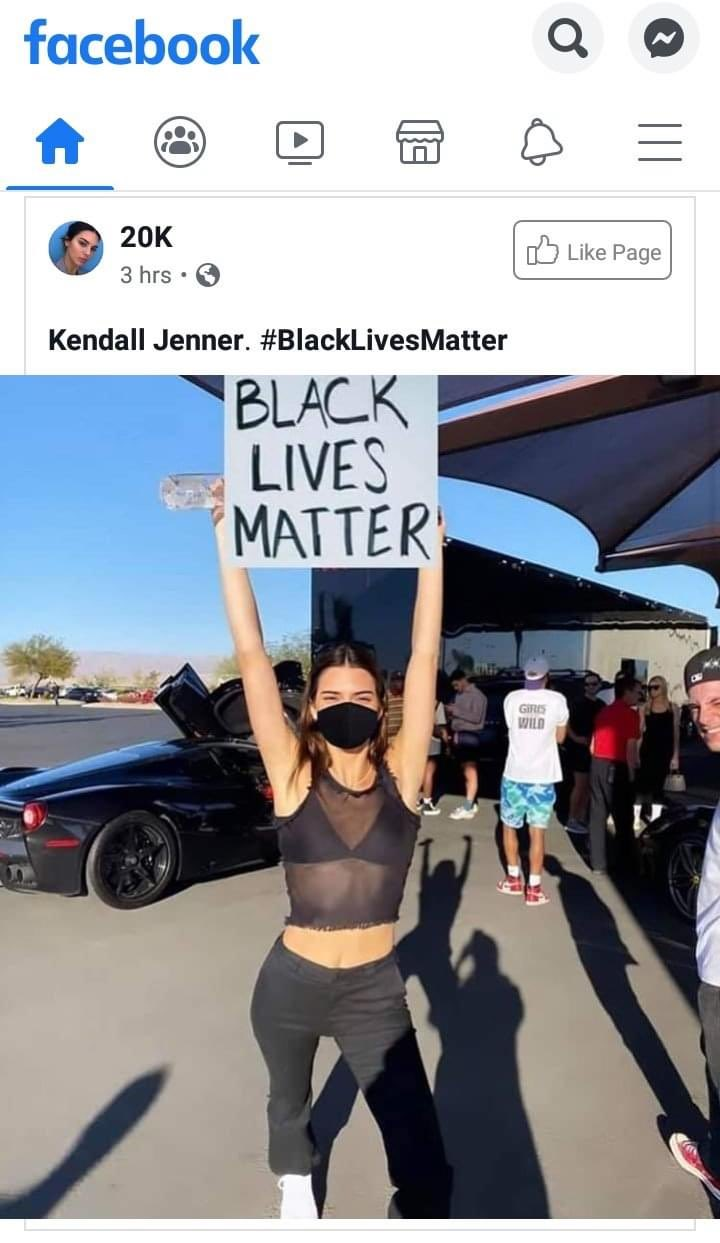 facebook
20K
3 hrs
Like Page
Kendall Jenner. #BlackLivesMatter
BLACK
LIVES
MATTER
GIRLS
WILD